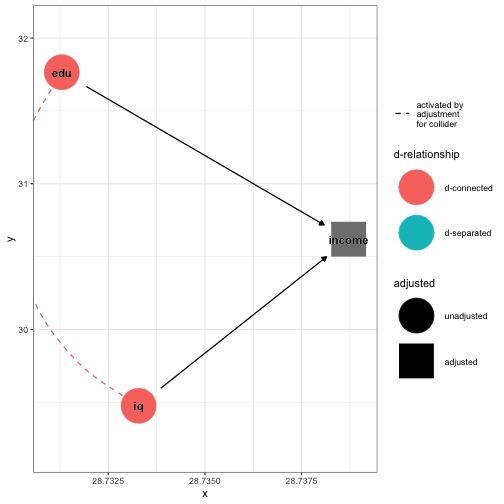 32
31
30
y
edu
income
iq
28.7325
28.7350
28.7375
x
activated by
adjustment
for collider
d-relationship
d-connected
d-separated
adjusted
unadjusted
adjusted